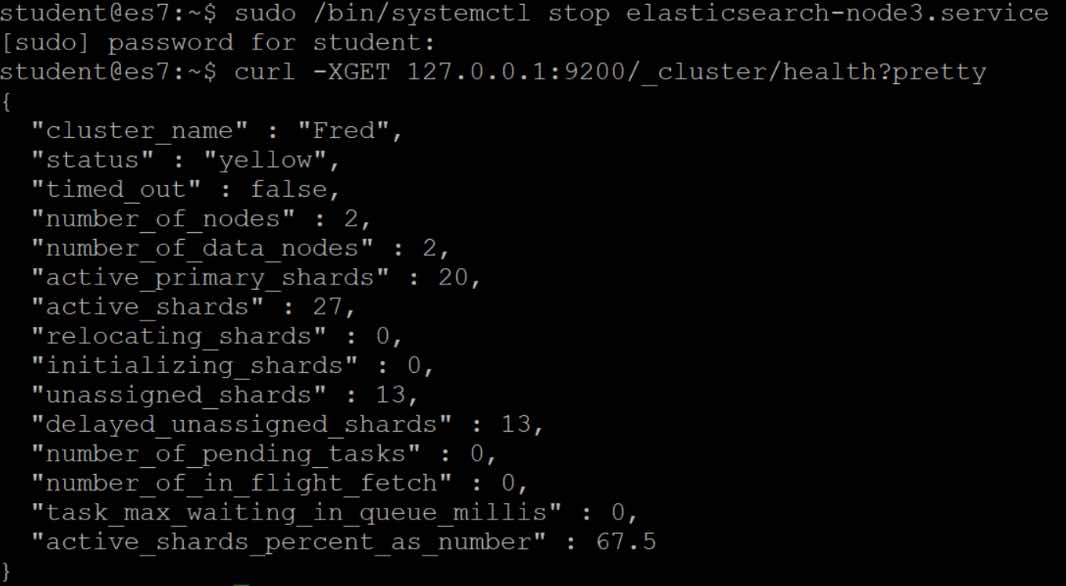 student@es7:~$ sudo /bin/systemctl stop elasticsearch-node3.service
[sudo] password for student:
student@es7:~$ curl -XGET 127.0.0.1:9200/_cluster/health?pretty
{
  "cluster_name" : "Fred",
  "status" : "yellow",
  "timed_out" : false,
  "number_of_nodes" : 2,
  "number_of_data_nodes" : 2,
  "active_primary_shards" : 20,
  "active_shards" : 27,
  "relocating_shards" : 0,
  "initializing_shards" : 0,
  "unassigned_shards" : 13,
  "delayed_unassigned_shards" : 13,
  "number_of_pending_tasks" : 0,
  "number_of_in_flight_fetch" : 0,
  "task_max_waiting_in_queue_millis" : 0,
  "active_shards_percent_as_number" : 67.5
}